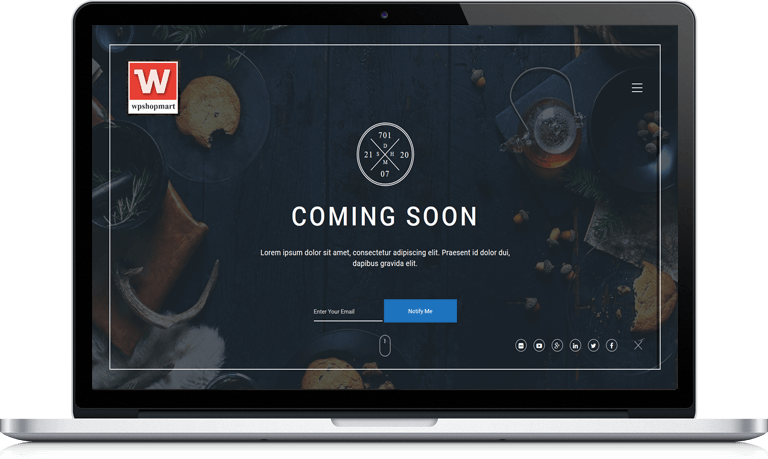 W
wpshopmart
701
D
21 S H 20
M
07
COMING SOON
Lorem ipsum dolor sit amet, consectetur adipiscing elit. Praesent id dolor dui,
dapibus gravida elit.
Enter Your Email
Notify Me